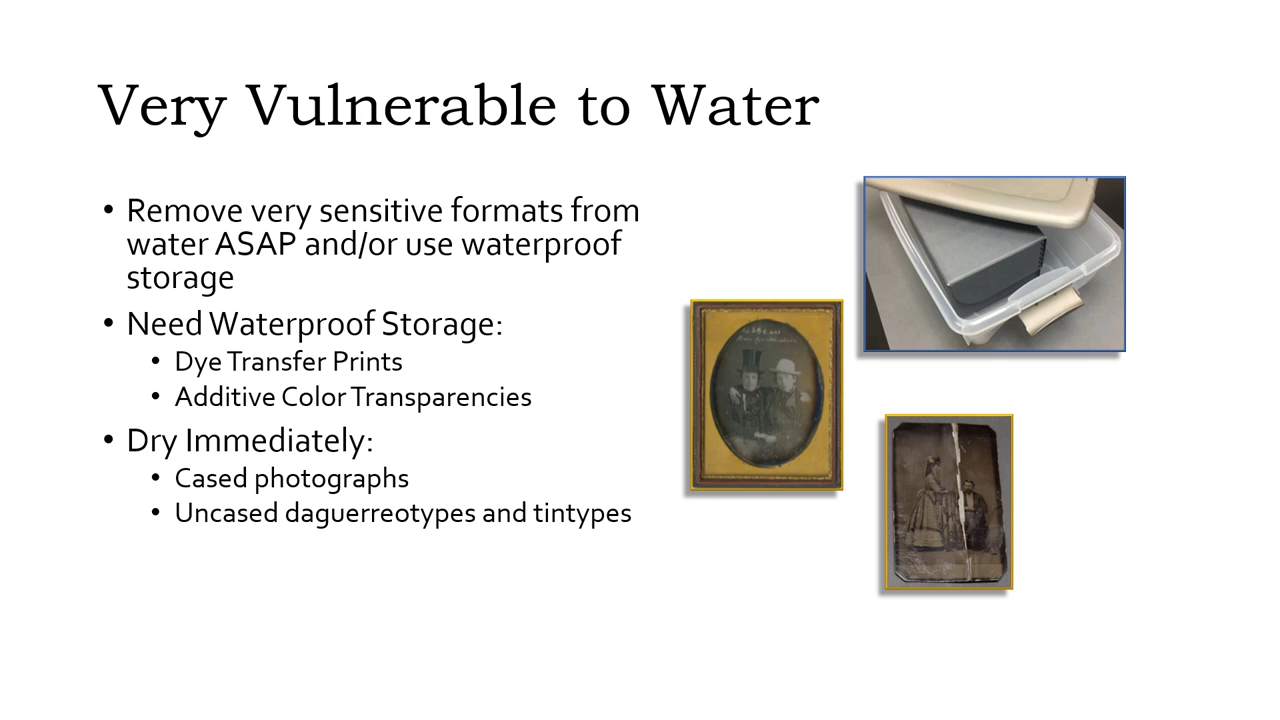 Very Vulnerable to Water
• Remove very sensitive formats from
water ASAP and/or use waterproof
storage
• Need Waterproof Storage:
• Dye Transfer Prints
• Additive Color Transparencies
• Dry Immediately:
• Cased photographs
• Uncased daguerreotypes and tintypes